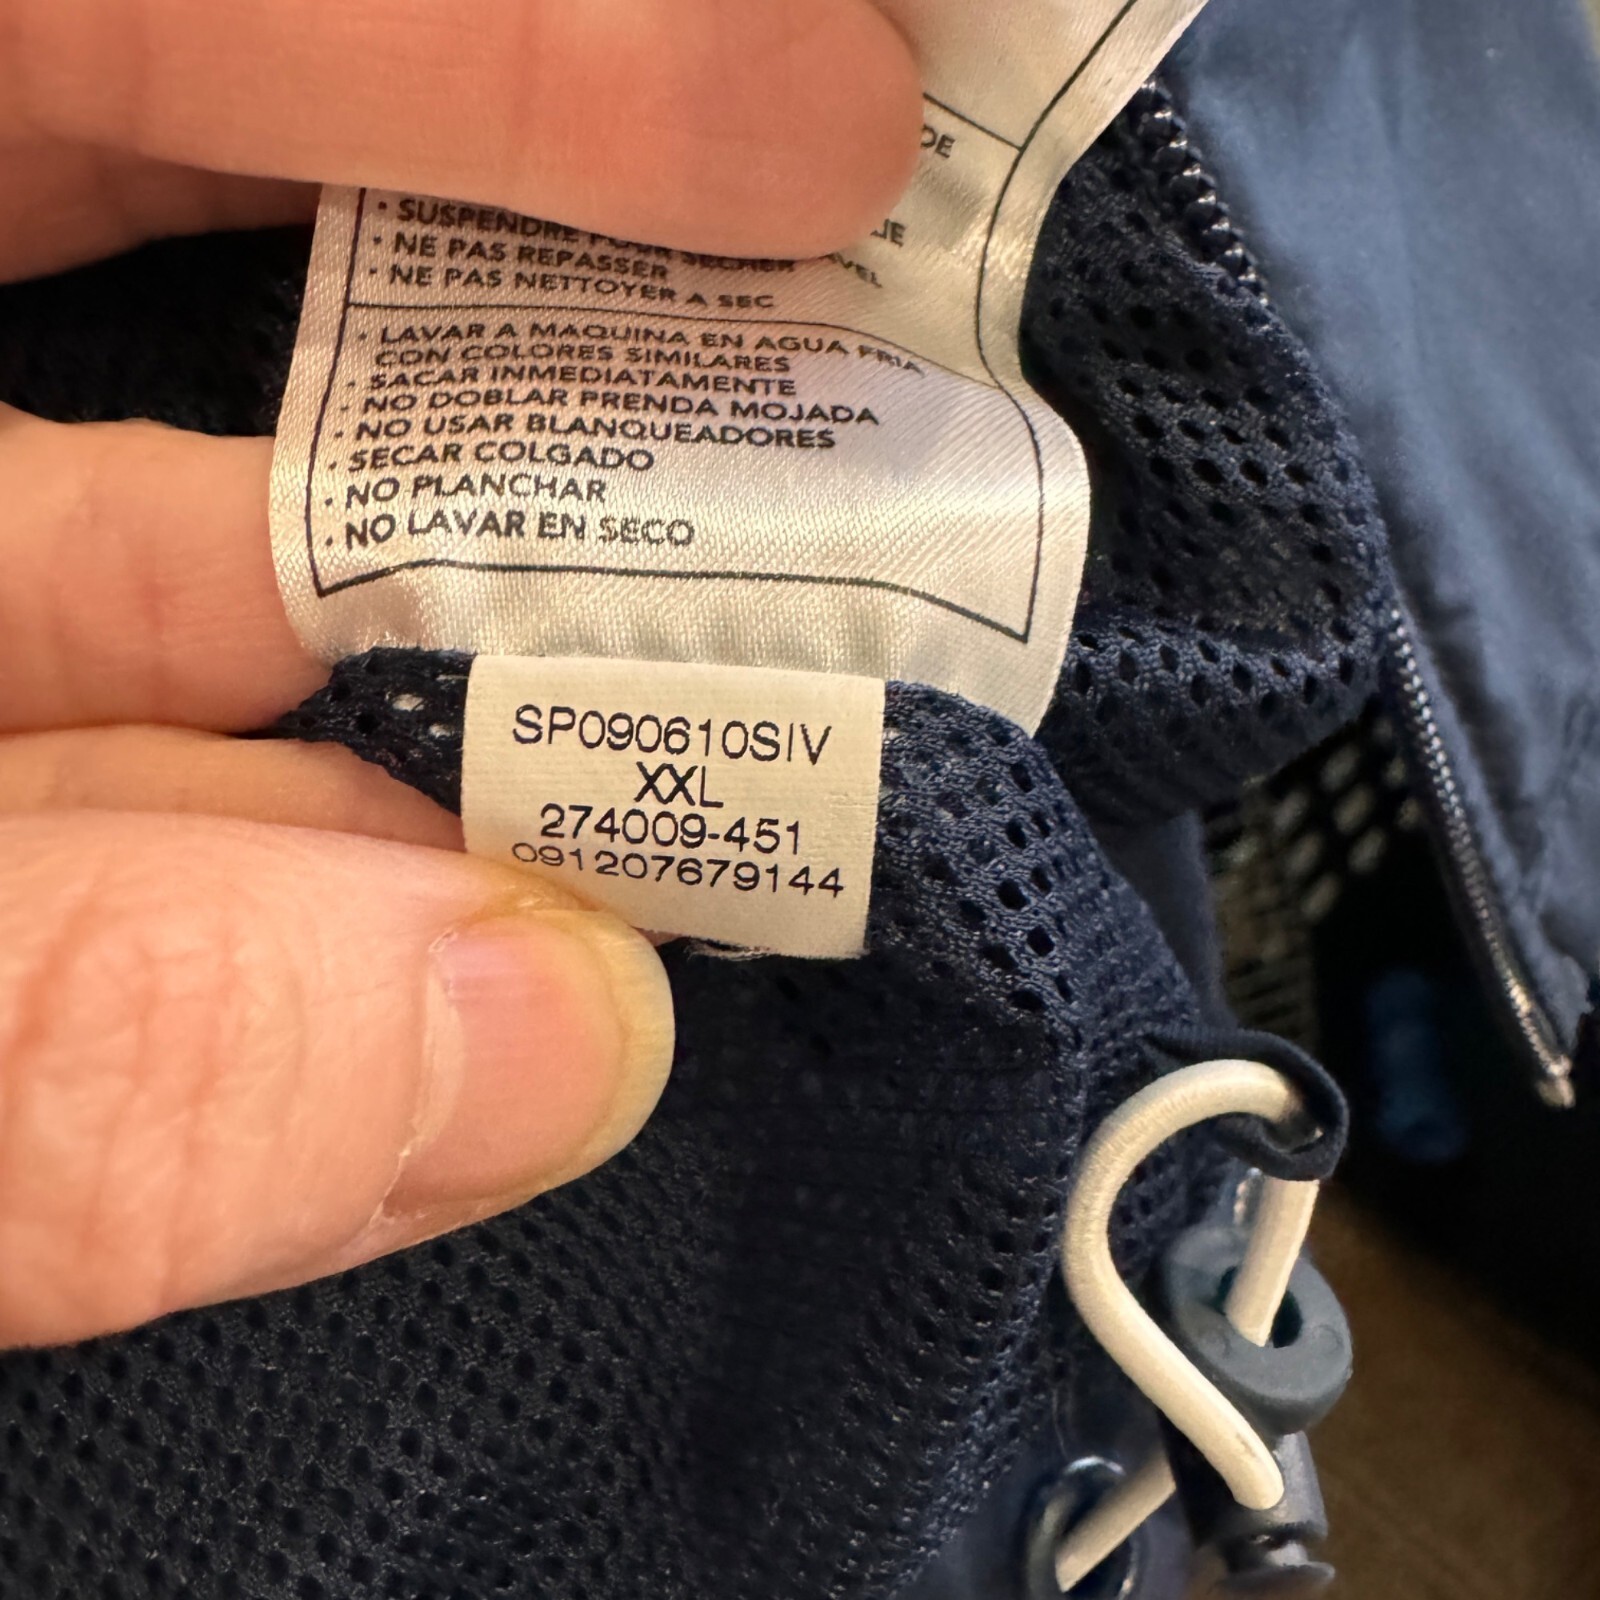 DE
• SUSPENDRE POUR SECHER
• NE PAS REPASSER
• NE PAS NETTOYER A SEC
• LAVAR A MAQUINA EN AGUA FRIA
CON COLORES SIMILARES
• SACAR INMEDIATAMENTE
• NO DOBLAR PRENDA MOJADA
• NO USAR BLANQUEADORES
• SECAR COLGADO
• NO PLANCHAR
• NO LAVAR EN SECO
SP090610SIV
XXL
274009-451
091207679144